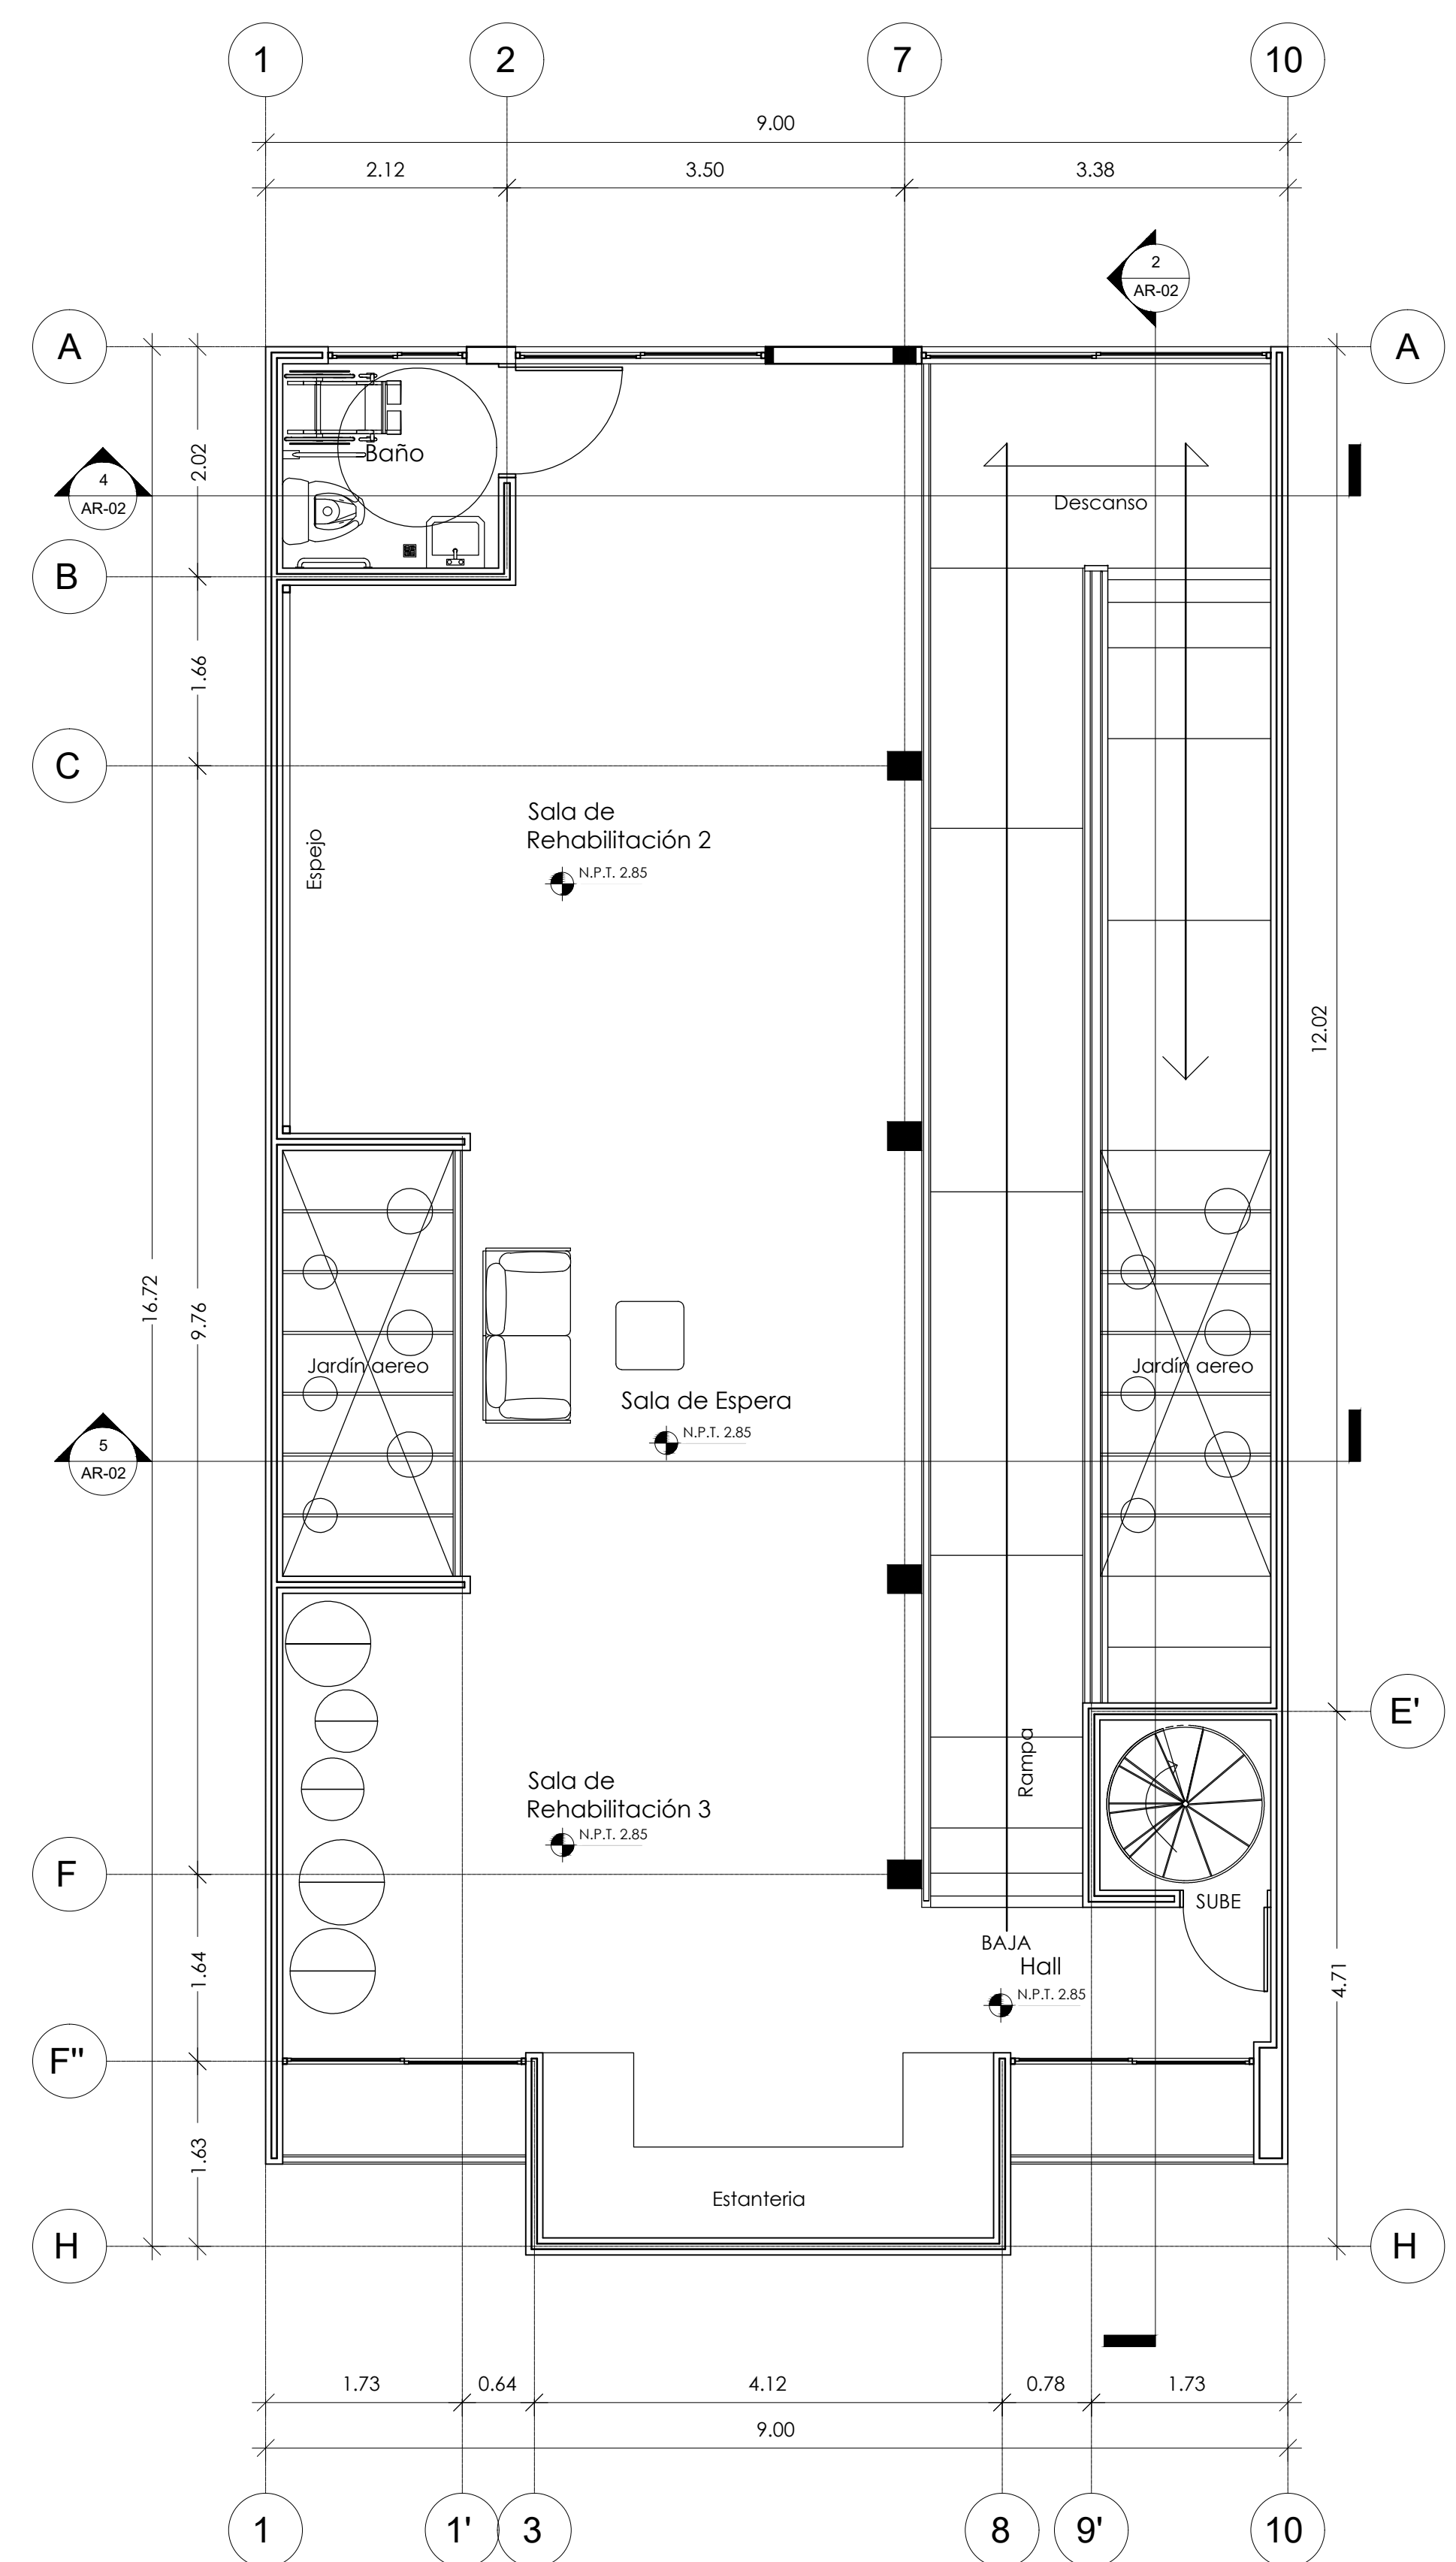 1
2
7
10
9.00
2.12
3.50
3.38
2
AR-02
A
A
2.02
Baño
4
AR-02
Descanso
B
1.66
C
Sala de
Rehabilitación 2
N.P.T. 2.85
Espejo
12.02
16.72
9.76
Jardín aereo
Jardín aereo
Sala de Espera
N.P.T. 2.85
5
AR-02
E'
Rampa
Sala de
Rehabilitación 3
N.P.T. 2.85
F
SUBE
BAJA
Hall
N.P.T. 2.85
1.64
4.71
F"
1.63
Estanteria
H
H
1.73
0.64
4.12
0.78
1.73
9.00
1
1'
3
8
9'
10